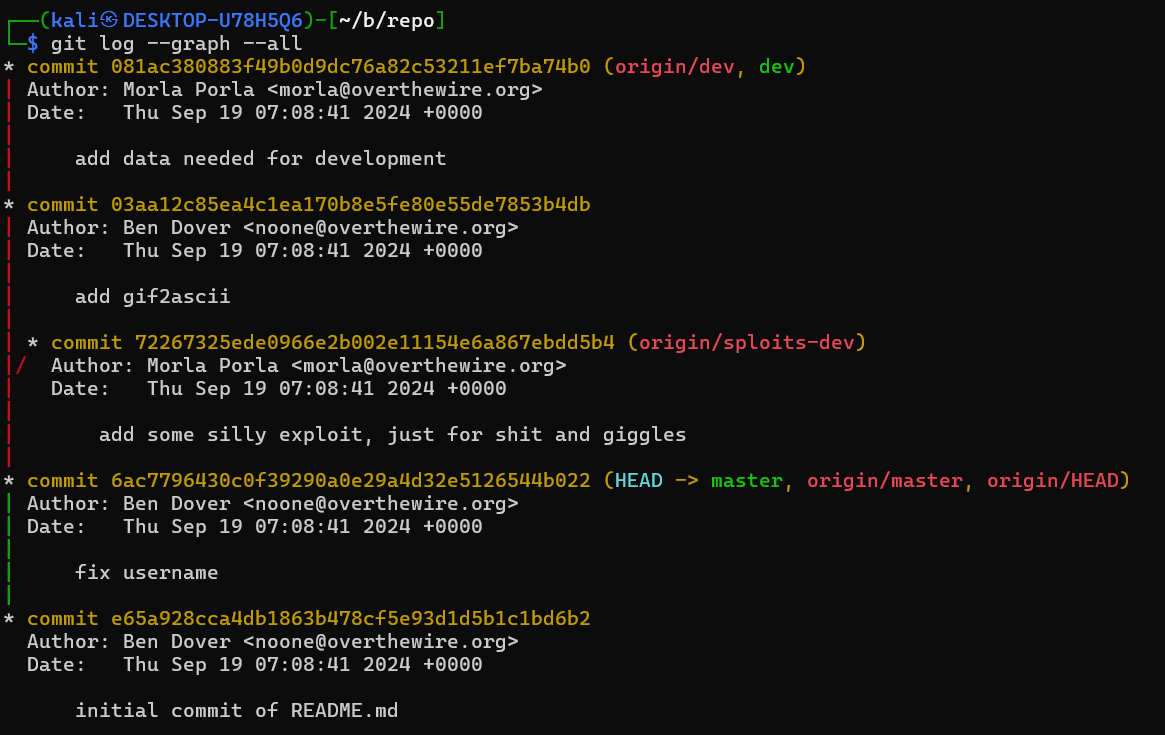 ┌──(kali㉿DESKTOP-U78H5Q6)-[~/b/repo]
└─$ git log --graph --all
* commit 081ac380883f49b0d9dc76a82c53211ef7ba74b0 (origin/dev, dev)
| Author: Morla Porla <morla@overthewire.org>
| Date:   Thu Sep 19 07:08:41 2024 +0000
|
|     add data needed for development
|
* commit 03aa12c85ea4c1ea170b8e5fe80e55de7853b4db
| Author: Ben Dover <noone@overthewire.org>
| Date:   Thu Sep 19 07:08:41 2024 +0000
|
|     add gif2ascii
|
| * commit 72267325ede0966e2b002e11154e6a867ebdd5b4 (origin/sploits-dev)
|/  Author: Morla Porla <morla@overthewire.org>
|   Date:   Thu Sep 19 07:08:41 2024 +0000
|
|       add some silly exploit, just for shit and giggles
|
* commit 6ac7796430c0f39290a0e29a4d32e5126544b022 (HEAD -> master, origin/master, origin/HEAD)
| Author: Ben Dover <noone@overthewire.org>
| Date:   Thu Sep 19 07:08:41 2024 +0000
|
|     fix username
|
* commit e65a928cca4db1863b478cf5e93d1d5b1c1bd6b2
  Author: Ben Dover <noone@overthewire.org>
  Date:   Thu Sep 19 07:08:41 2024 +0000

      initial commit of README.md